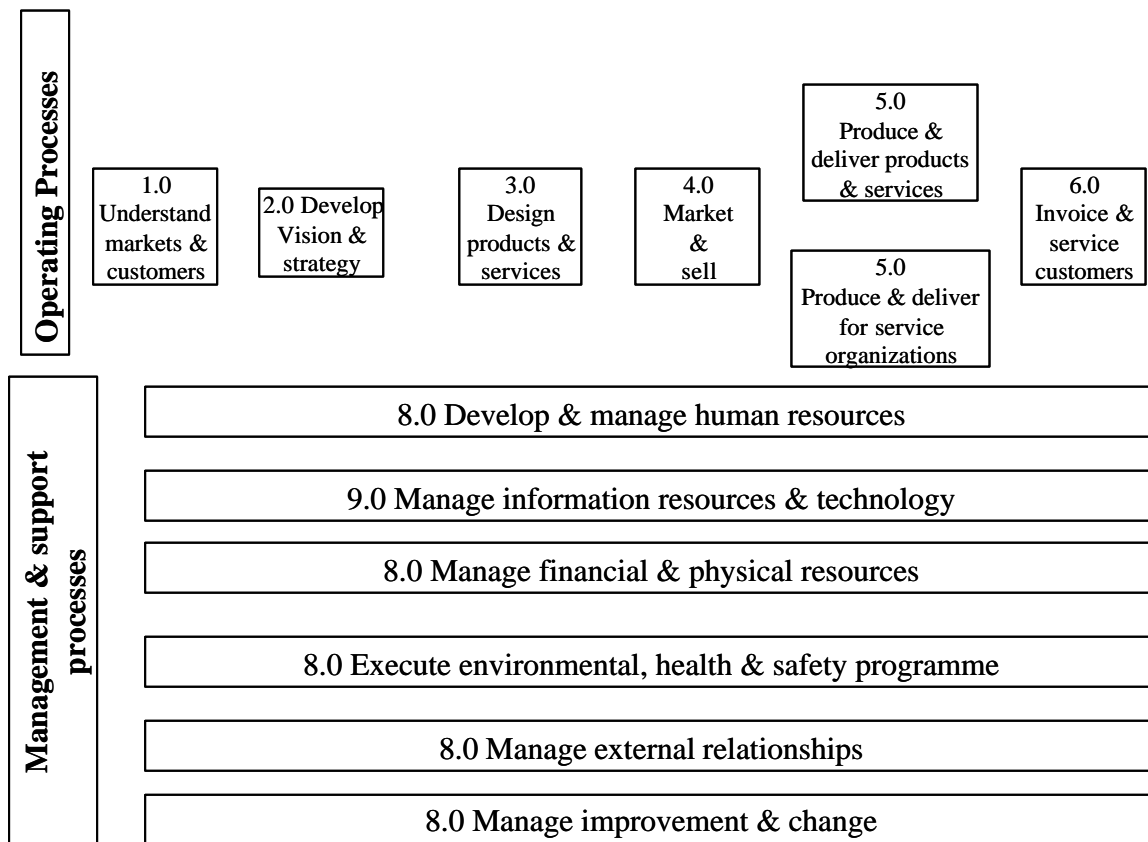 Operating Processes
1.0
Understand
markets &
customers
2.0 Develop
Vision &
strategy
3.0
Design
products &
services
4.0
Market
&
sell
5.0
Produce &
deliver products
& services
5.0
Produce & deliver
for service
organizations
6.0
Invoice &
service
customers
Management & support
processes
8.0 Develop & manage human resources
9.0 Manage information resources & technology
8.0 Manage financial & physical resources
8.0 Execute environmental, health & safety programme
8.0 Manage external relationships
8.0 Manage improvement & change